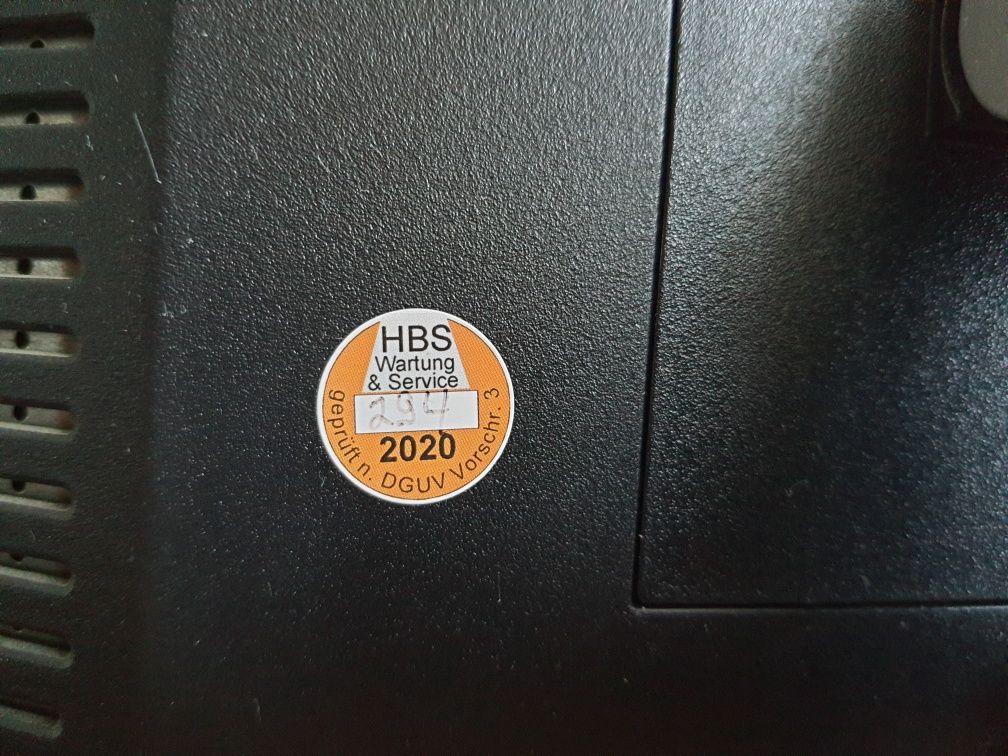 HBS
Wartung
& Service
294
2020
geprüft n. DGUV Vorschr. 3